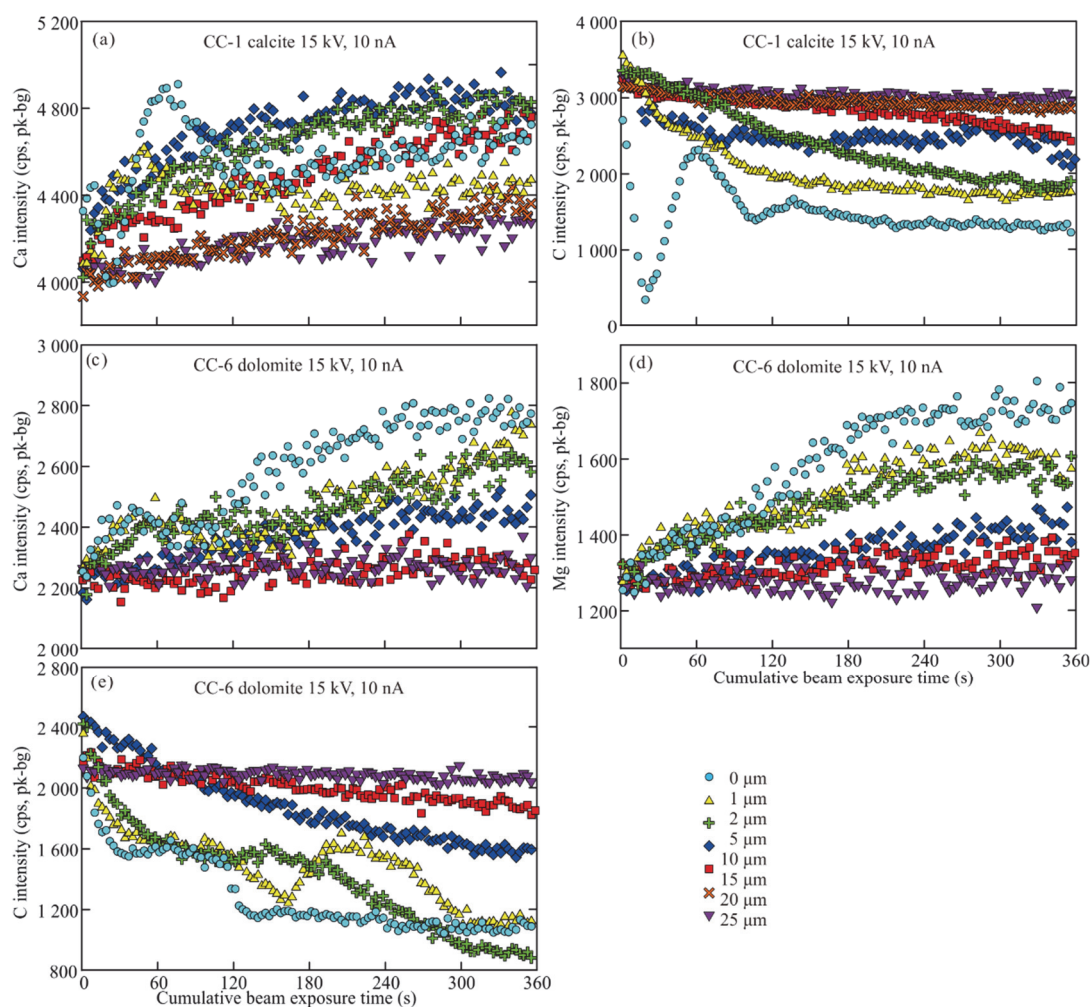 (a)
CC-1 calcite 15 kV, 10 nA
Ca intensity (cps, pk-bg)
5 200
4 800
4 400
4 000
(b)
CC-1 calcite 15 kV, 10 nA
C intensity (cps, pk-bg)
4 000
3 000
2 000
1 000
0
(c)
CC-6 dolomite 15 kV, 10 nA
Ca intensity (cps, pk-bg)
3 000
2 800
2 600
2 400
2 200
2 000
(d)
CC-6 dolomite 15 kV, 10 nA
Mg intensity (cps, pk-bg)
1 800
1 600
1 400
1 200
0 60 120 180 240 300 360
Cumulative beam exposure time (s)
(e)
CC-6 dolomite 15 kV, 10 nA
C intensity (cps, pk-bg)
2 800
2 400
2 000
1 600
1 200
800
0 60 120 180 240 300 360
Cumulative beam exposure time (s)
0 μm
1 μm
2 μm
5 μm
10 μm
15 μm
20 μm
25 μm